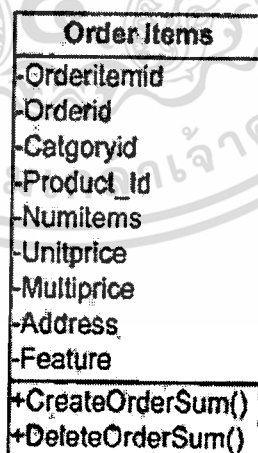 Order Items
-Orderitemid
-Orderid
-Catgoryid
-Product_Id
-Numitems
-Unitprice
-Multiprice
-Address
-Feature
+CreateOrderSum()
+DeleteOrderSum()